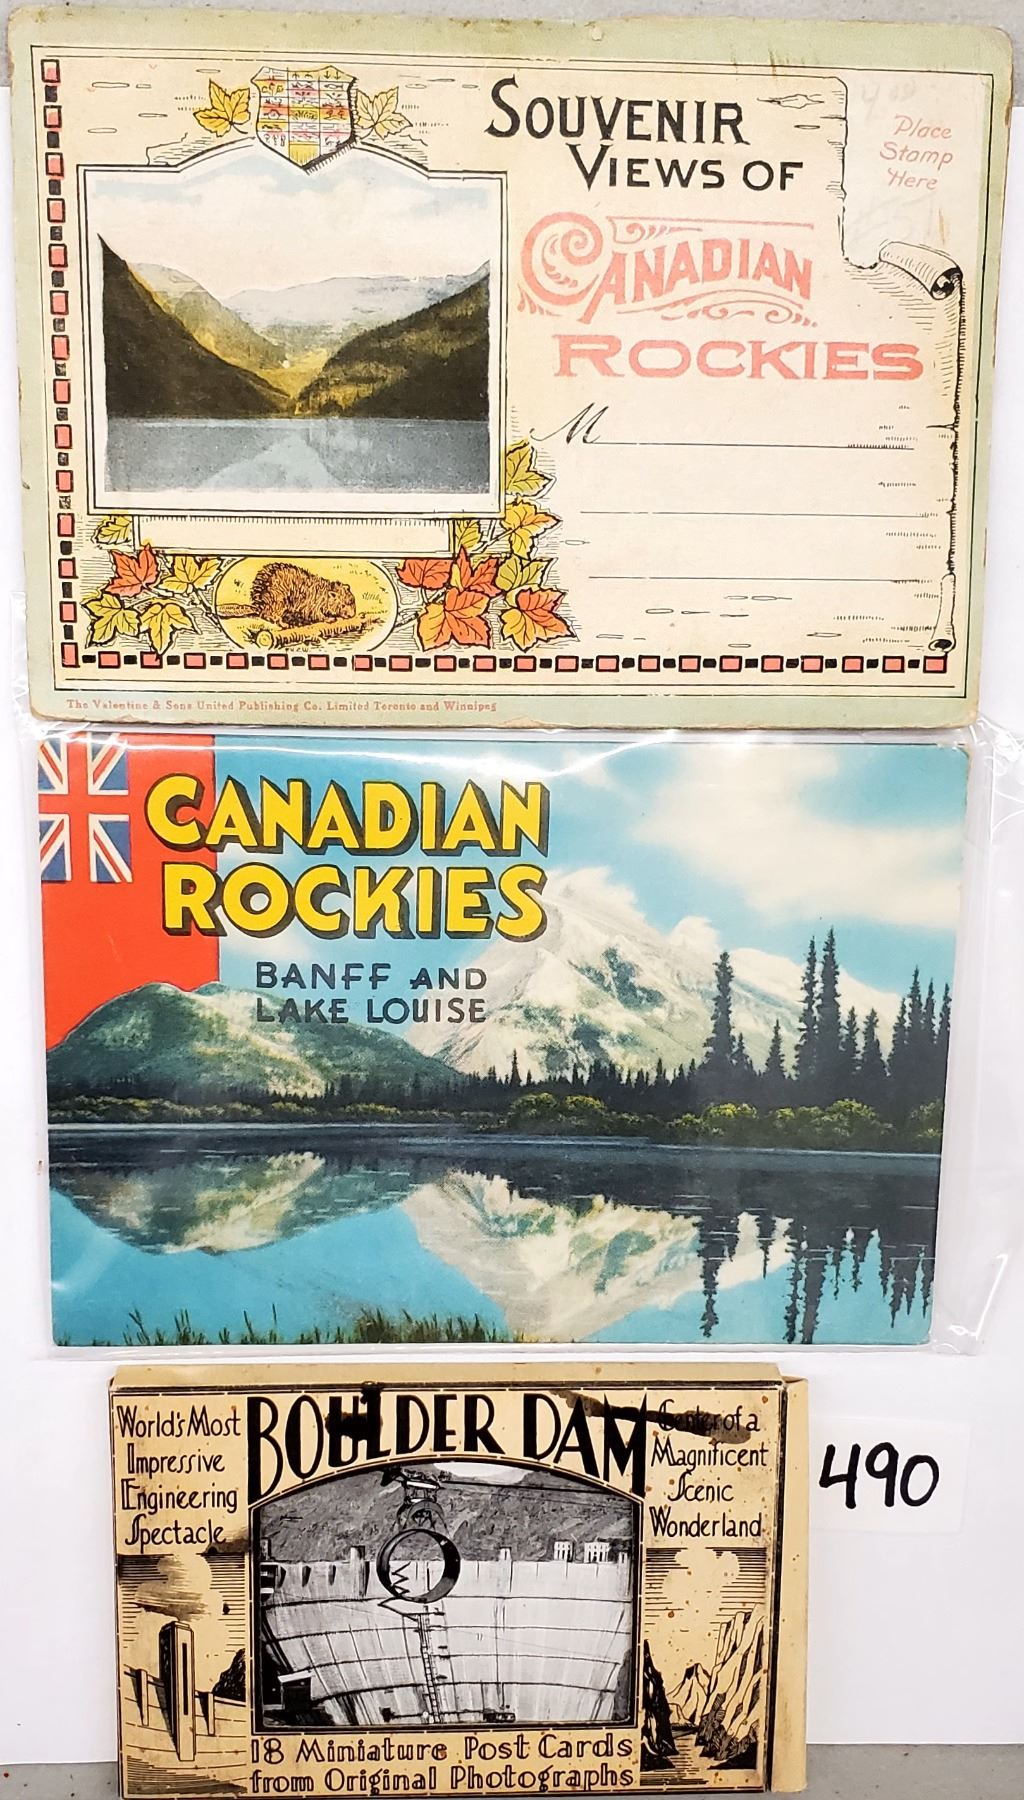 SOUVENIR
VIEWS OF
CANADIAN
ROCKIES
Place
Stamp
Here
M
The Valentine & Sons United Publishing Co. Limited Toronto and Winnipeg
CANADIAN
ROCKIES
BANFF AND
LAKE LOUISE
World's Most
Impressive
Engineering
Spectacle
BOULDER DAM
Center of a
Magnificent
Scenic
Wonderland
18 Miniature Post Cards
from Original Photographs
490